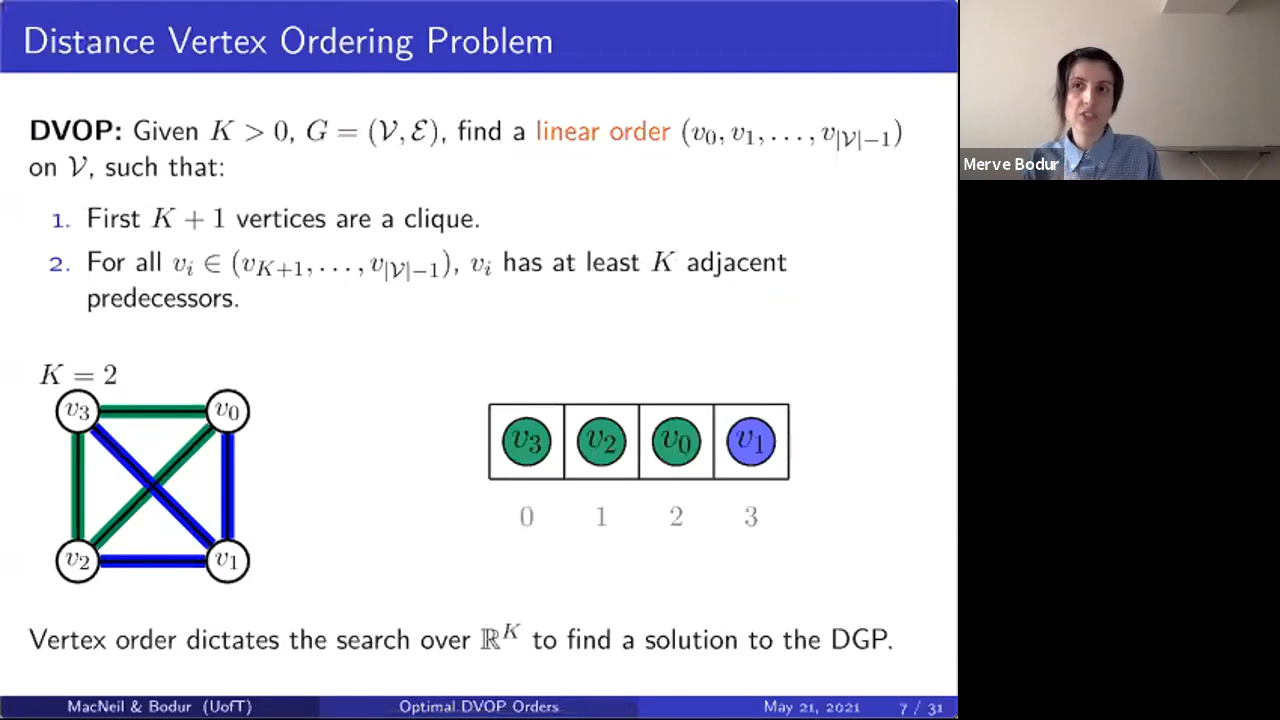 Distance Vertex Ordering Problem
Merve Bodur
DVOP: Given K > 0, G = (𝒱, ℰ), find a linear order (v₀, v₁, . . . , v_{|𝒱|−1})
on 𝒱, such that:
1. First K + 1 vertices are a clique.
2. For all vᵢ ∈ (v_{K+1}, . . . , v_{|𝒱|−1}), vᵢ has at least K adjacent
predecessors.
K = 2
v₃ v₀
v₂ v₁
v₃ v₂ v₀ v₁
0 1 2 3
Vertex order dictates the search over ℝᴷ to find a solution to the DGP.
MacNeil & Bodur (UofT) Optimal DVOP Orders May 21, 2021 7 / 31